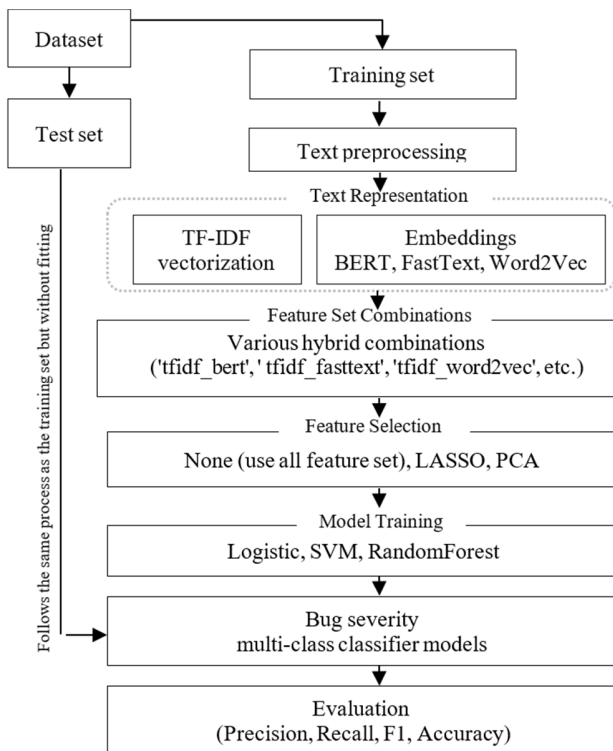 Dataset
Training set
Test set
Text preprocessing
Text Representation
TF-IDF
vectorization
Embeddings
BERT, FastText, Word2Vec
Feature Set Combinations
Various hybrid combinations
('tfidf_bert', ' tfidf_fasttext', 'tfidf_word2vec', etc.)
Feature Selection
None (use all feature set), LASSO, PCA
Model Training
Logistic, SVM, RandomForest
Follows the same process as the training set but without fitting
Bug severity
multi-class classifier models
Evaluation
(Precision, Recall, F1, Accuracy)